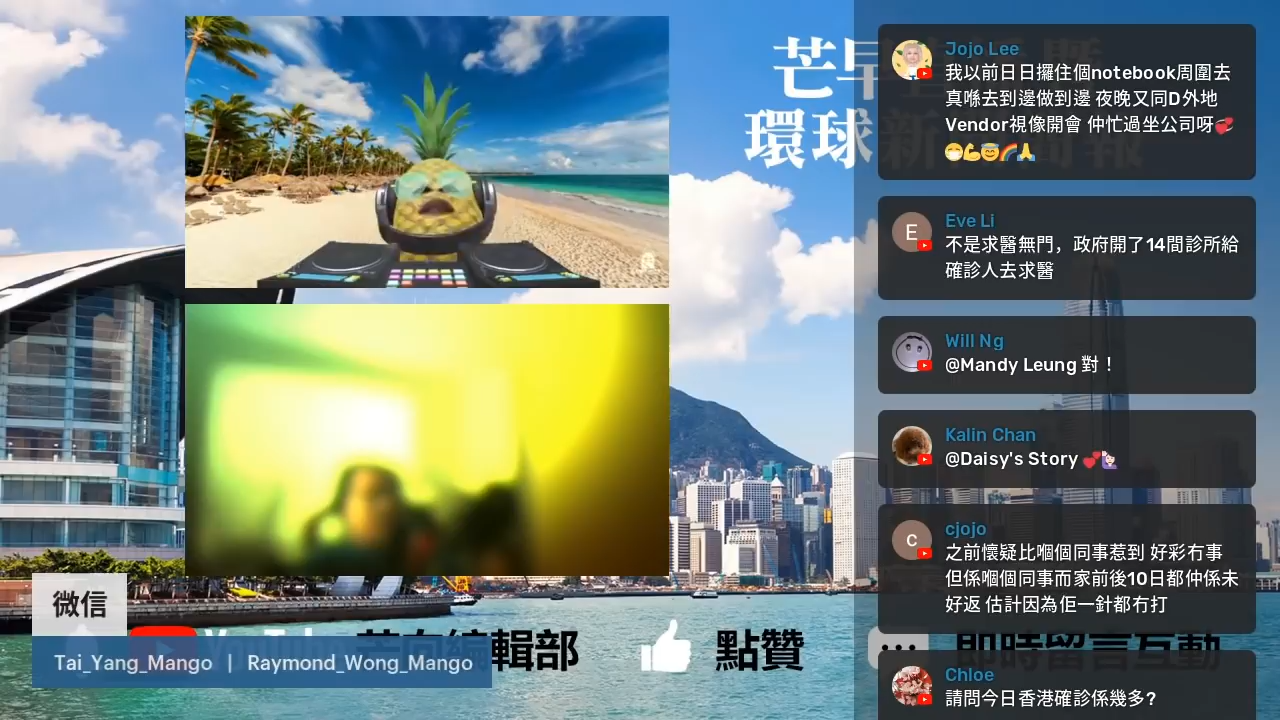 芒早
環球新
簡報
Jojo Lee
我以前日日攞住個notebook周圍去
真喺去到邊做到邊 夜晚又同D外地
Vendor視像開會 仲忙過坐公司呀💞
😁💪😇🌈🙏
Eve Li
不是求醫無門，政府開了14間診所給
確診人去求醫
Will Ng
@Mandy Leung 對！
Kalin Chan
@Daisy's Story 💕🙋🏻‍♀️
cjojo
之前懷疑比嗰個同事惹到 好彩冇事
但係嗰個同事而家前後10日都仲係未
好返 估計因為佢一針都冇打
Chloe
請問今日香港確診係幾多?
微信
Tai_Yang_Mango | Raymond_Wong_Mango
編輯部
點贊
即時留言互動